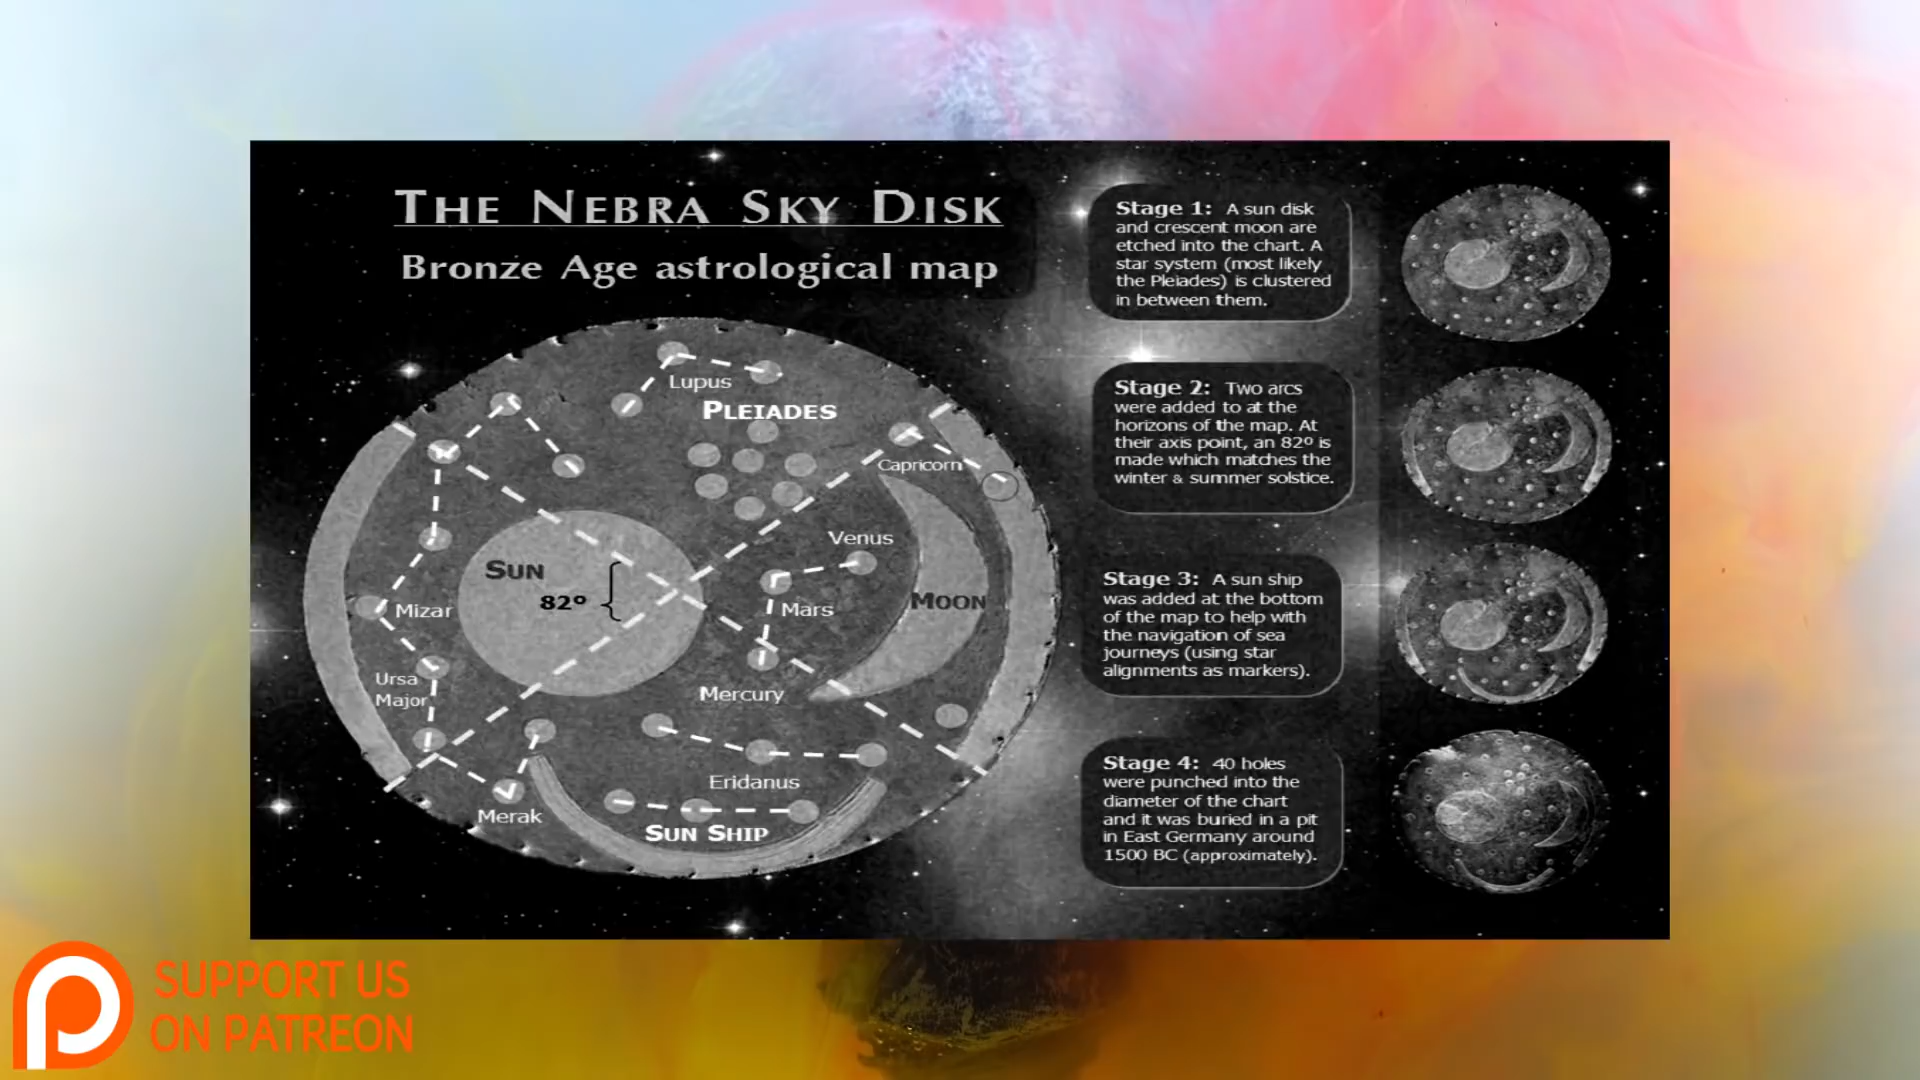 THE NEBRA SKY DISK
Bronze Age astrological map
Lupus
PLEIADES
Capricorn
Venus
SUN
82º
Mizar
Mars
MOON
Ursa
Major
Mercury
Eridanus
Merak
SUN SHIP
Stage 1: A sun disk
and crescent moon are
etched into the chart. A
star system (most likely
the Pleiades) is clustered
in between them.
Stage 2: Two arcs
were added to at the
horizons of the map. At
their axis point, an 82º is
made which matches the
winter & summer solstice.
Stage 3: A sun ship
was added at the bottom
of the map to help with
the navigation of sea
journeys (using star
alignments as markers).
Stage 4: 40 holes
were punched into the
diameter of the chart
and it was buried in a pit
in East Germany around
1500 BC (approximately).
SUPPORT US
ON PATREON